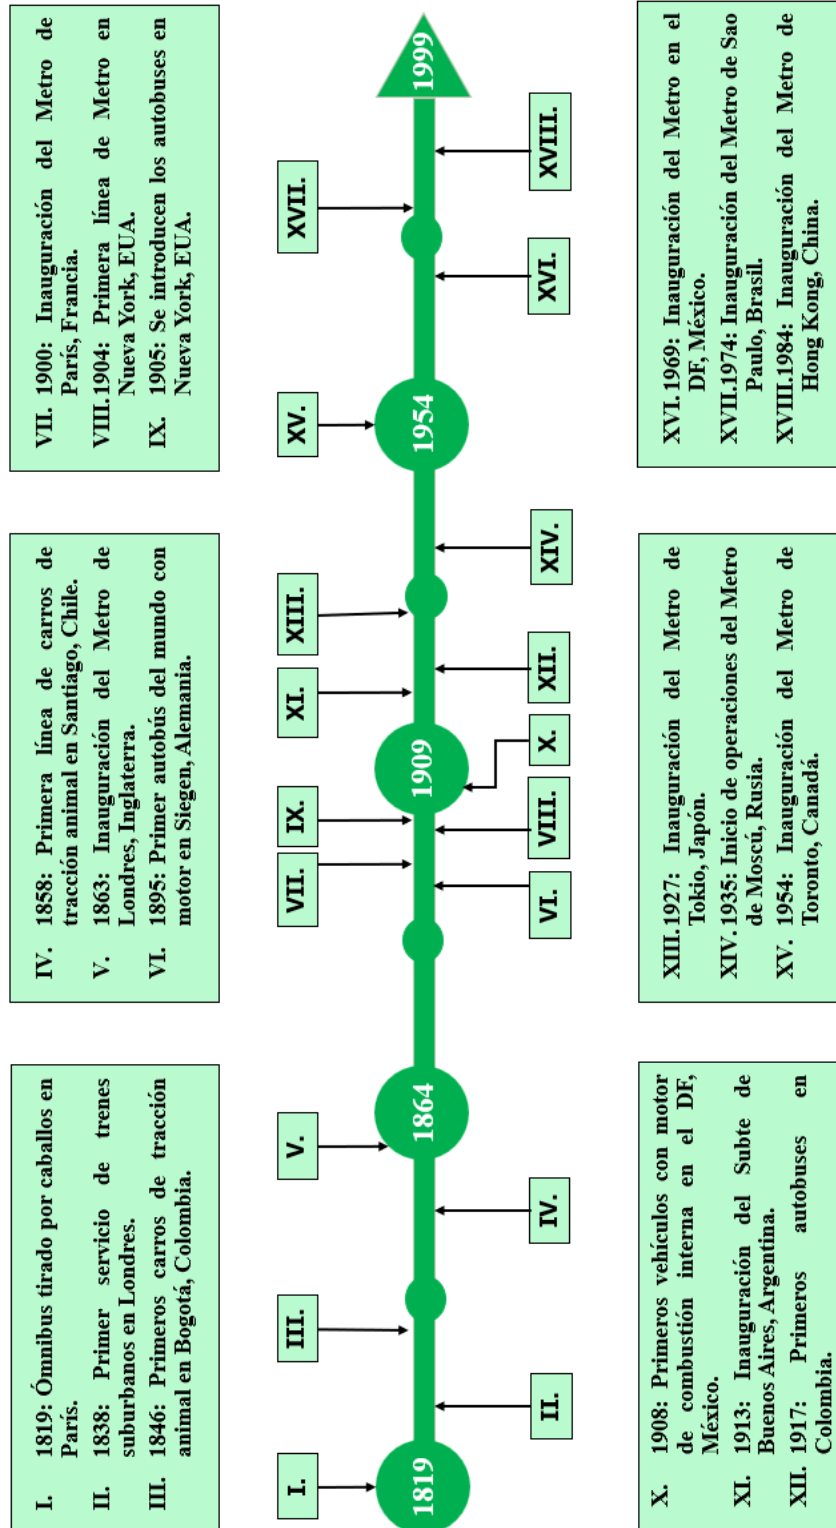 I. 1819: Ómnibus tirado por caballos en
París.
II. 1838: Primer servicio de trenes
suburbanos en Londres.
III. 1846: Primeros carros de tracción
animal en Bogotá, Colombia.
IV. 1858: Primera línea de carros de
tracción animal en Santiago, Chile.
V. 1863: Inauguración del Metro de
Londres, Inglaterra.
VI. 1895: Primer autobús del mundo con
motor en Siegen, Alemania.
VII. 1900: Inauguración del Metro de
París, Francia.
VIII.1904: Primera línea de Metro en
Nueva York, EUA.
IX. 1905: Se introducen los autobuses en
Nueva York, EUA.
I.
III.
V.
VII.
IX.
XI.
XIII.
XV.
XVII.
1819
1864
1909
1954
1999
II.
IV.
VI.
VIII.
X.
XII.
XIV.
XVI.
XVIII.
X. 1908: Primeros vehículos con motor
de combustión interna en el DF,
México.
XI. 1913: Inauguración del Subte de
Buenos Aires, Argentina.
XII. 1917: Primeros autobuses en
Colombia.
XIII.1927: Inauguración del Metro de
Tokio, Japón.
XIV. 1935: Inicio de operaciones del Metro
de Moscú, Rusia.
XV. 1954: Inauguración del Metro de
Toronto, Canadá.
XVI.1969: Inauguración del Metro en el
DF, México.
XVII.1974: Inauguración del Metro de Sao
Paulo, Brasil.
XVIII.1984: Inauguración del Metro de
Hong Kong, China.